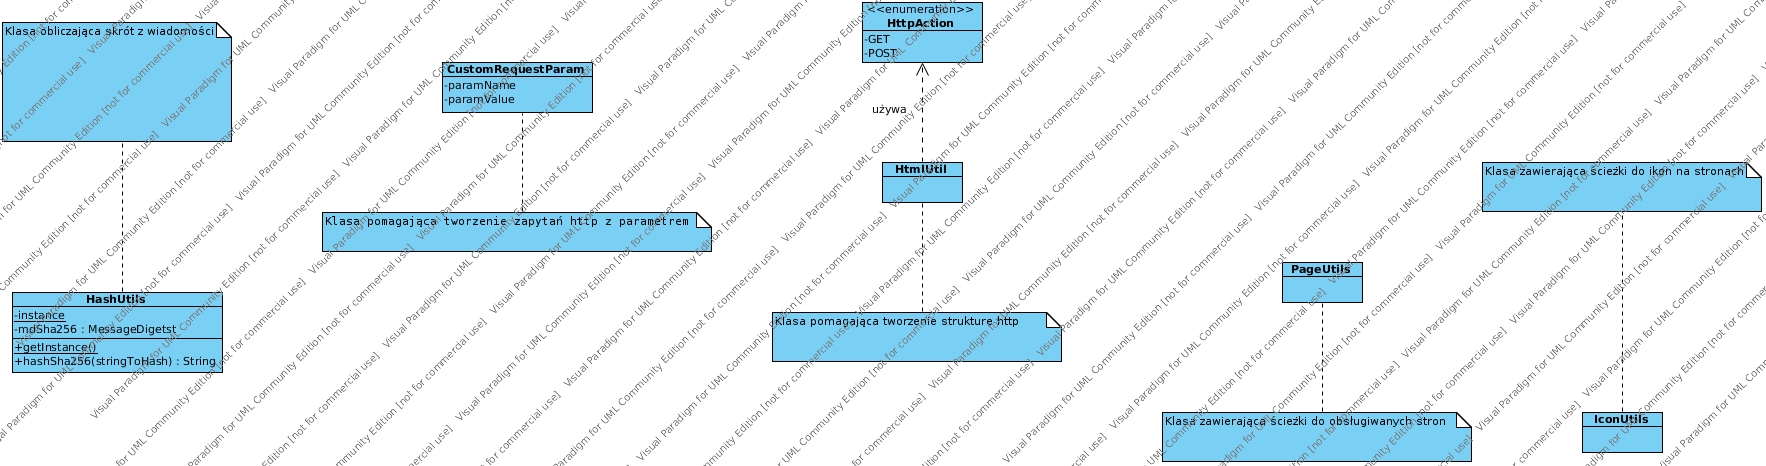 Klasa obliczająca skrót z wiadomości
HashUtils
-instance
-mdSha256 : MessageDigetst
+getInstance()
+hashSha256(stringToHash) : String
CustomRequestParam
-paramName
-paramValue
Klasa pomagająca tworzenie zapytań http z parametrem
<<enumeration>>
HttpAction
-GET
-POST
używa
HtmlUtil
Klasa pomagająca tworzenie strukture http
PageUtils
Klasa zawierająca ściezki do obsługiwanych stron
Klasa zawierająca ściezki do ikon na stronach
IconUtils
Visual Paradigm for UML Community Edition [not for commercial use]